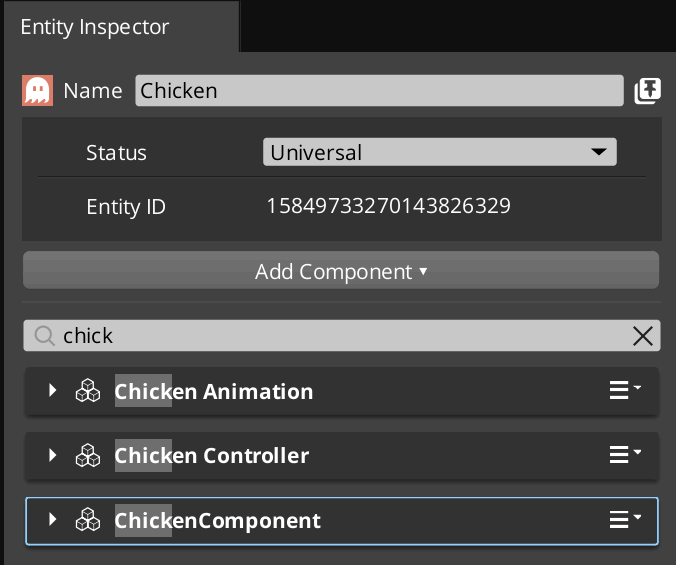 Entity Inspector
Name Chicken
Status Universal
Entity ID 15849733270143826329
Add Component
chick
Chicken Animation
Chicken Controller
ChickenComponent